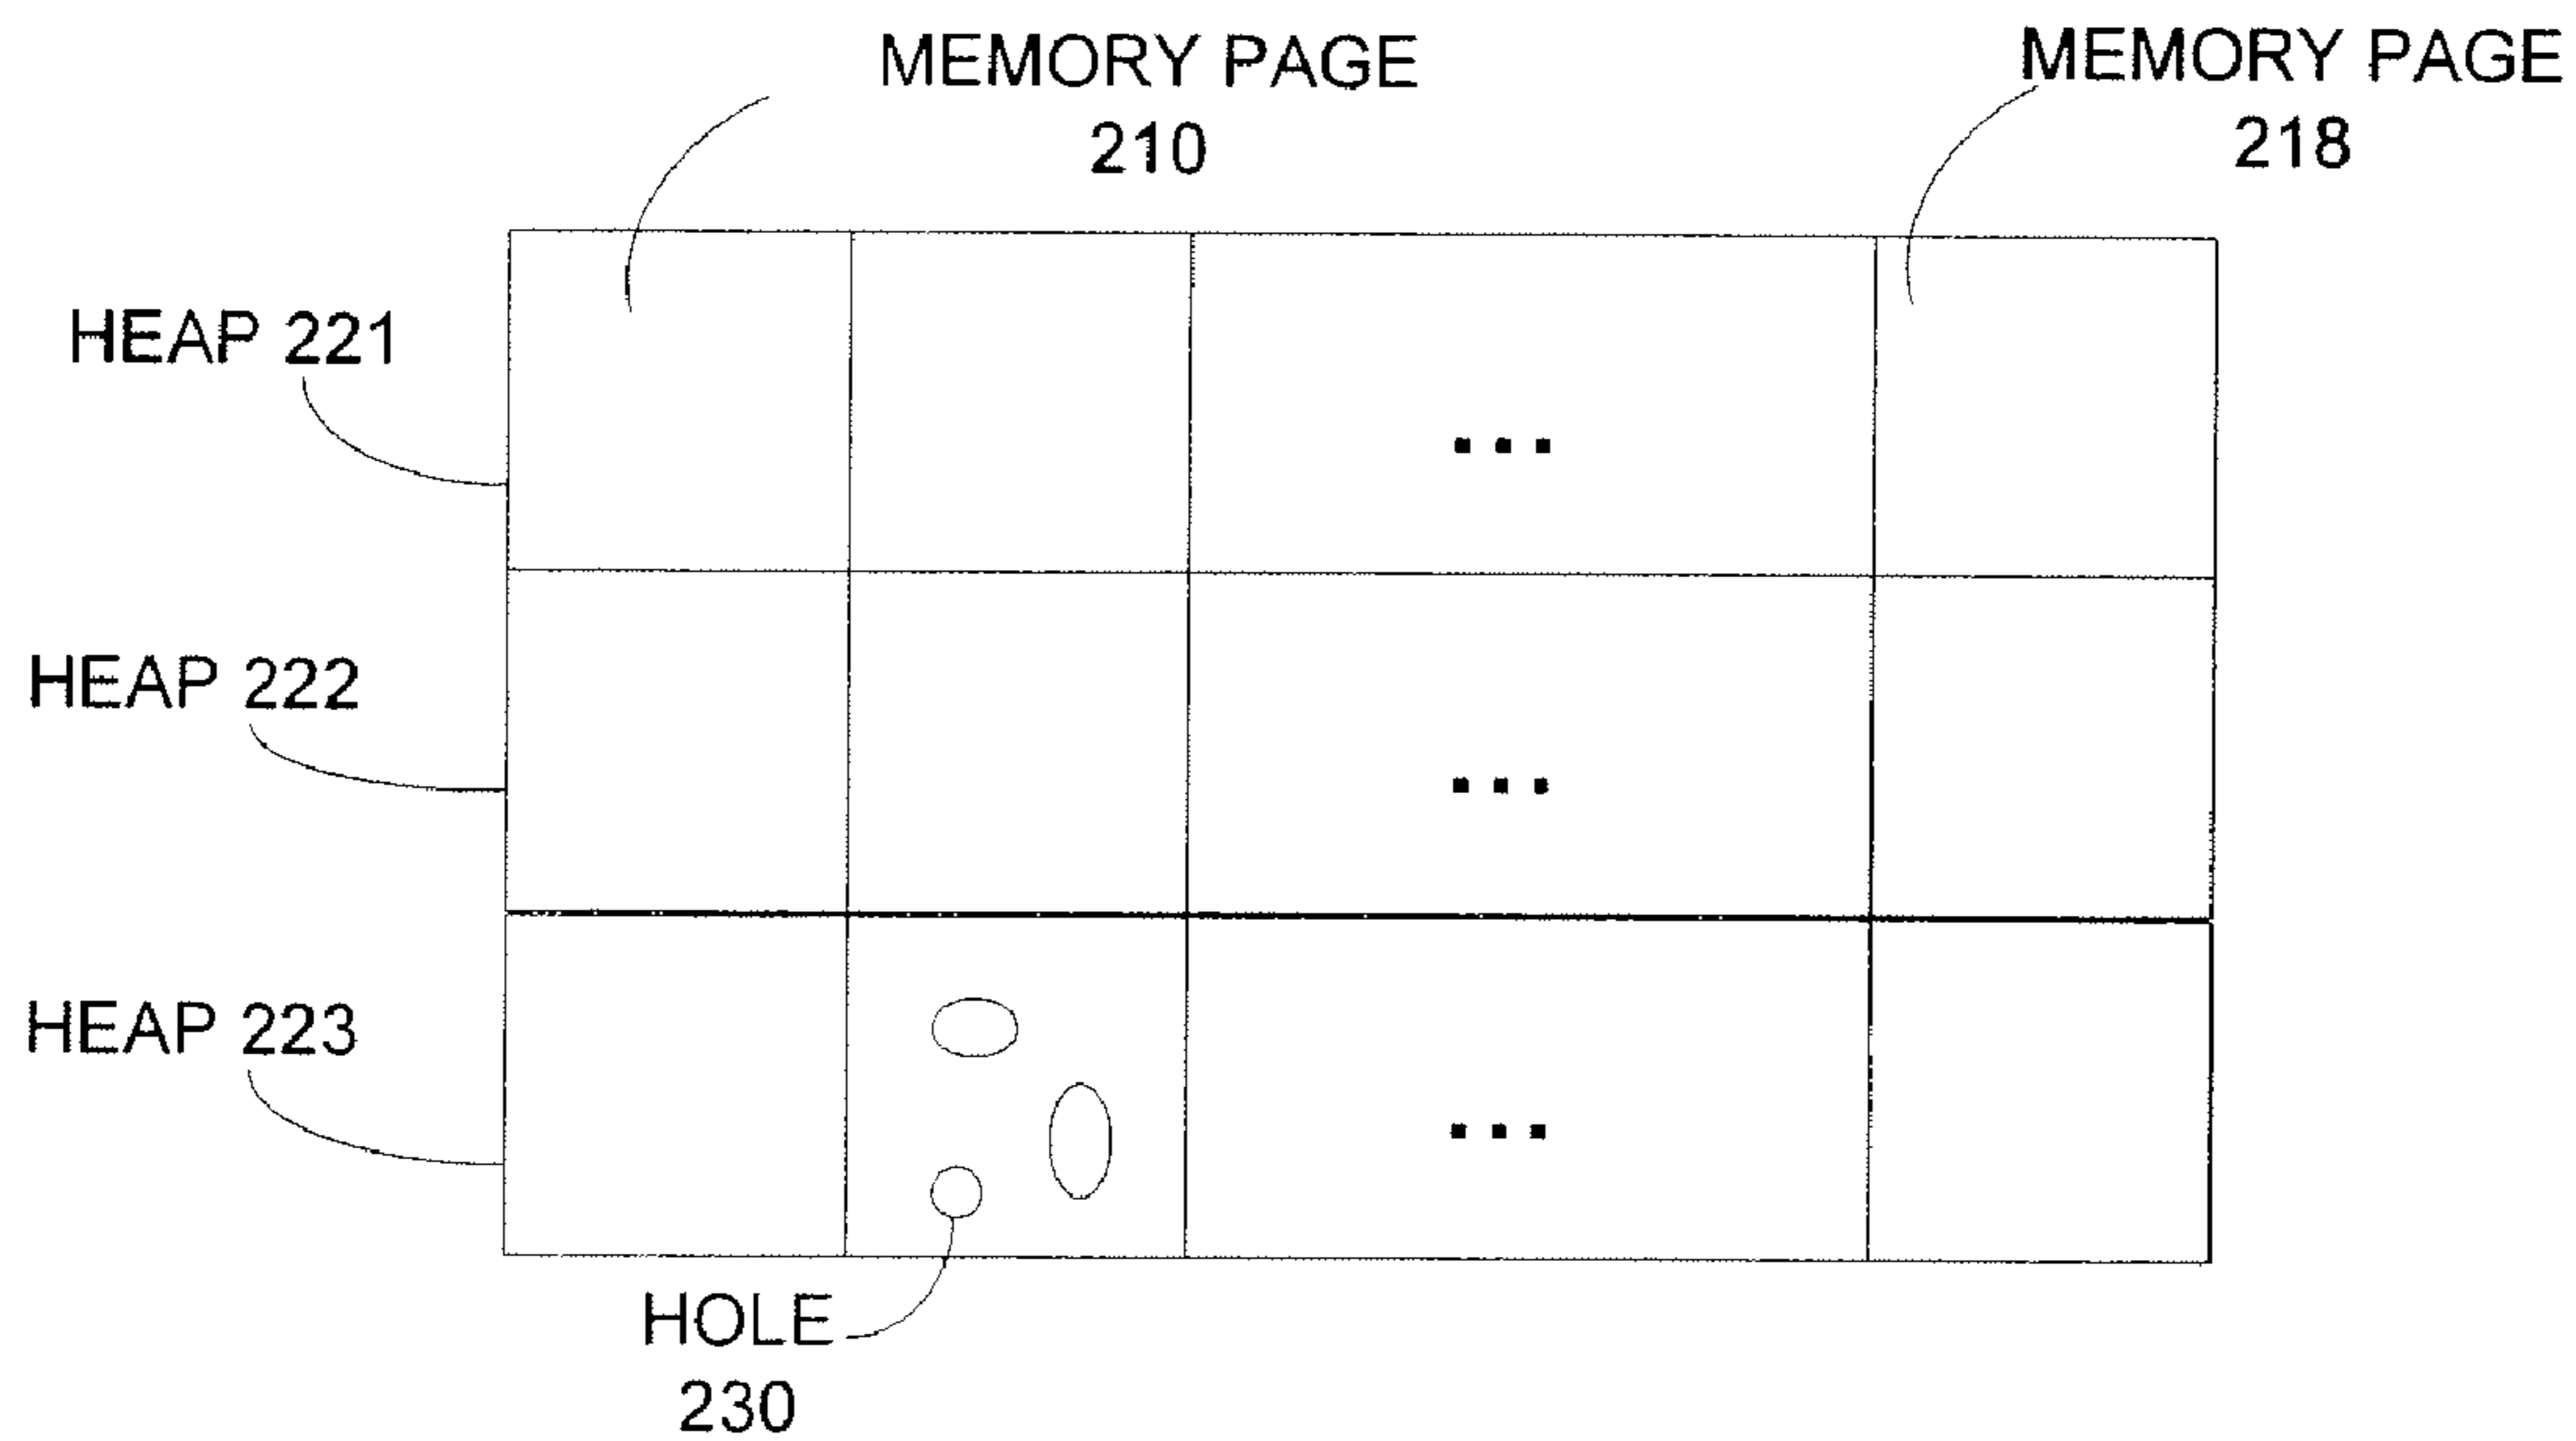 MEMORY PAGE
210
MEMORY PAGE
218
HEAP 221
...
HEAP 222
...
HEAP 223
...
HOLE
230